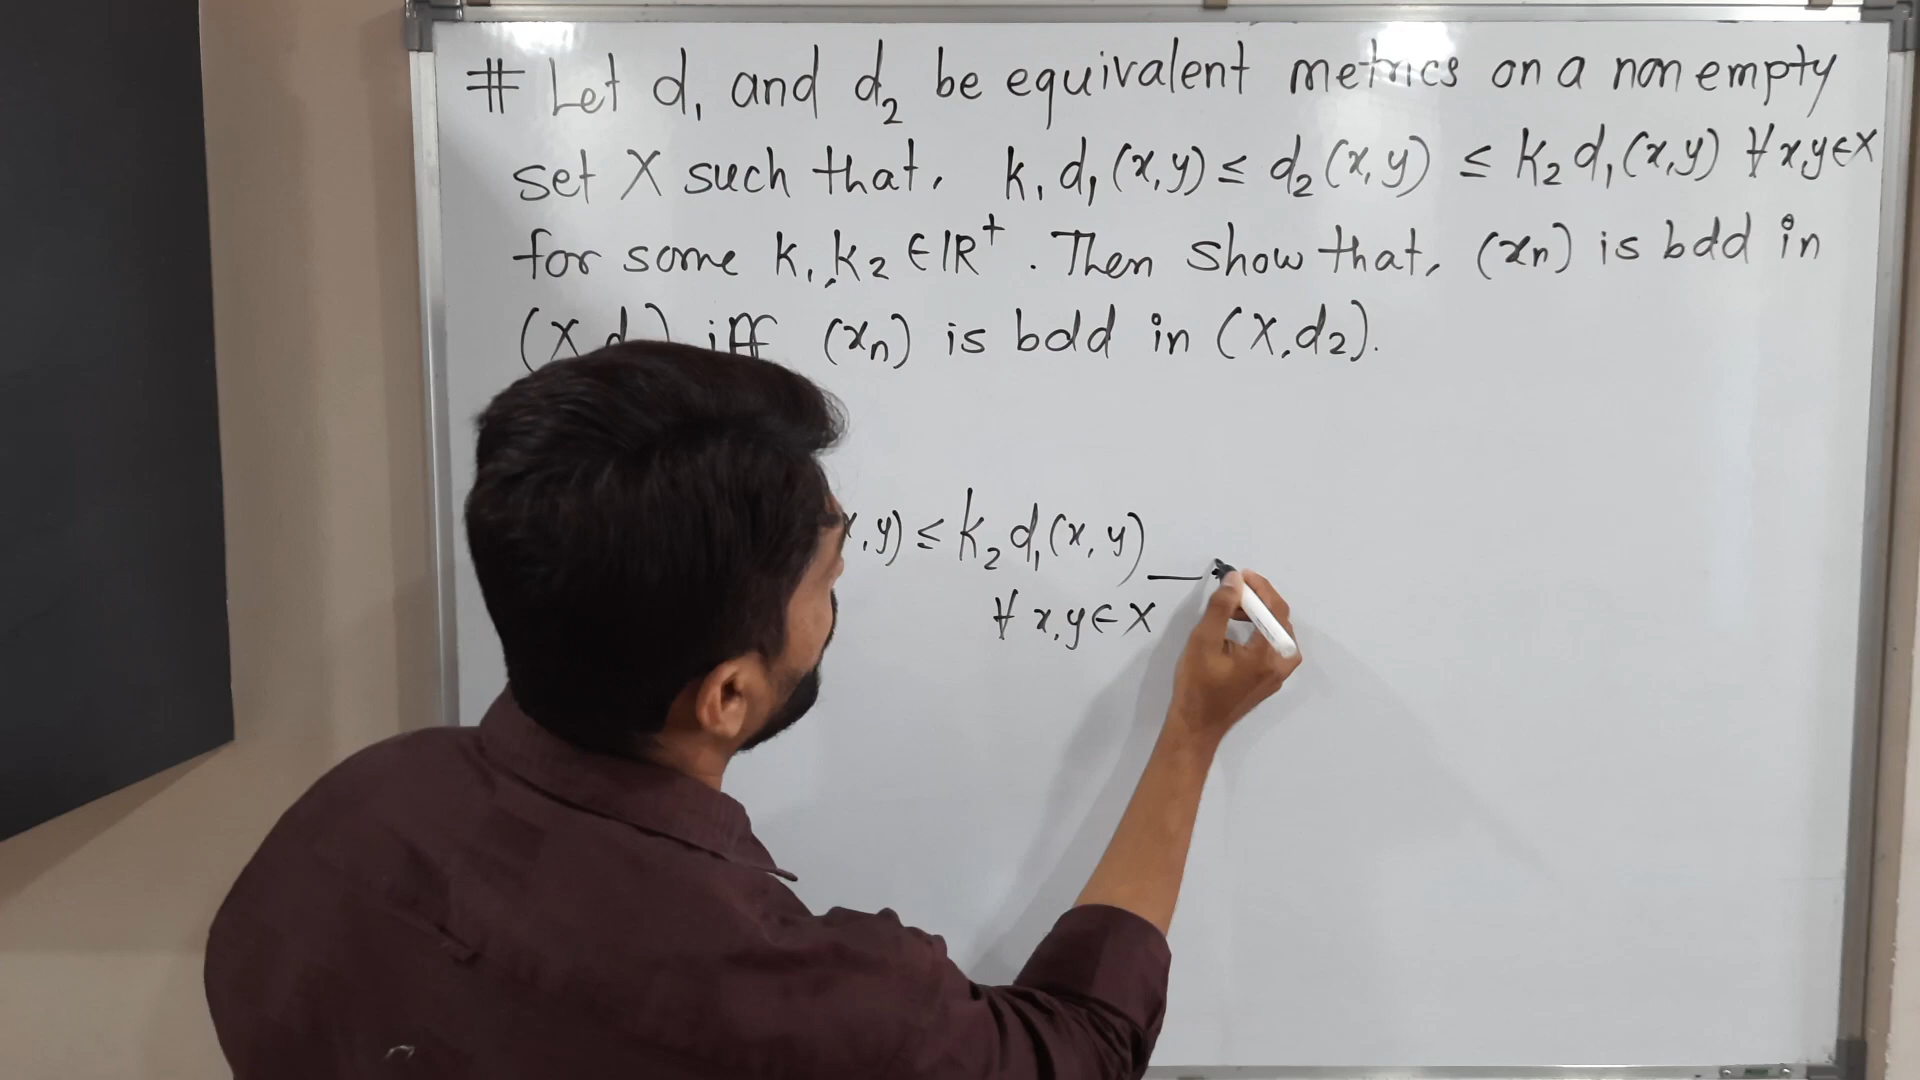 # Let d₁ and d₂ be equivalent metrics on a non empty
set X such that, k₁d₁(x,y) ≤ d₂(x,y) ≤ k₂d₁(x,y) ∀ x,y∈X
for some k₁,k₂ ∈ IR⁺. Then show that, (xn) is bdd in
(X,d) iff (xn) is bdd in (X,d₂).
x,y) ≤ k₂d₁(x,y) —
∀ x,y ∈ X